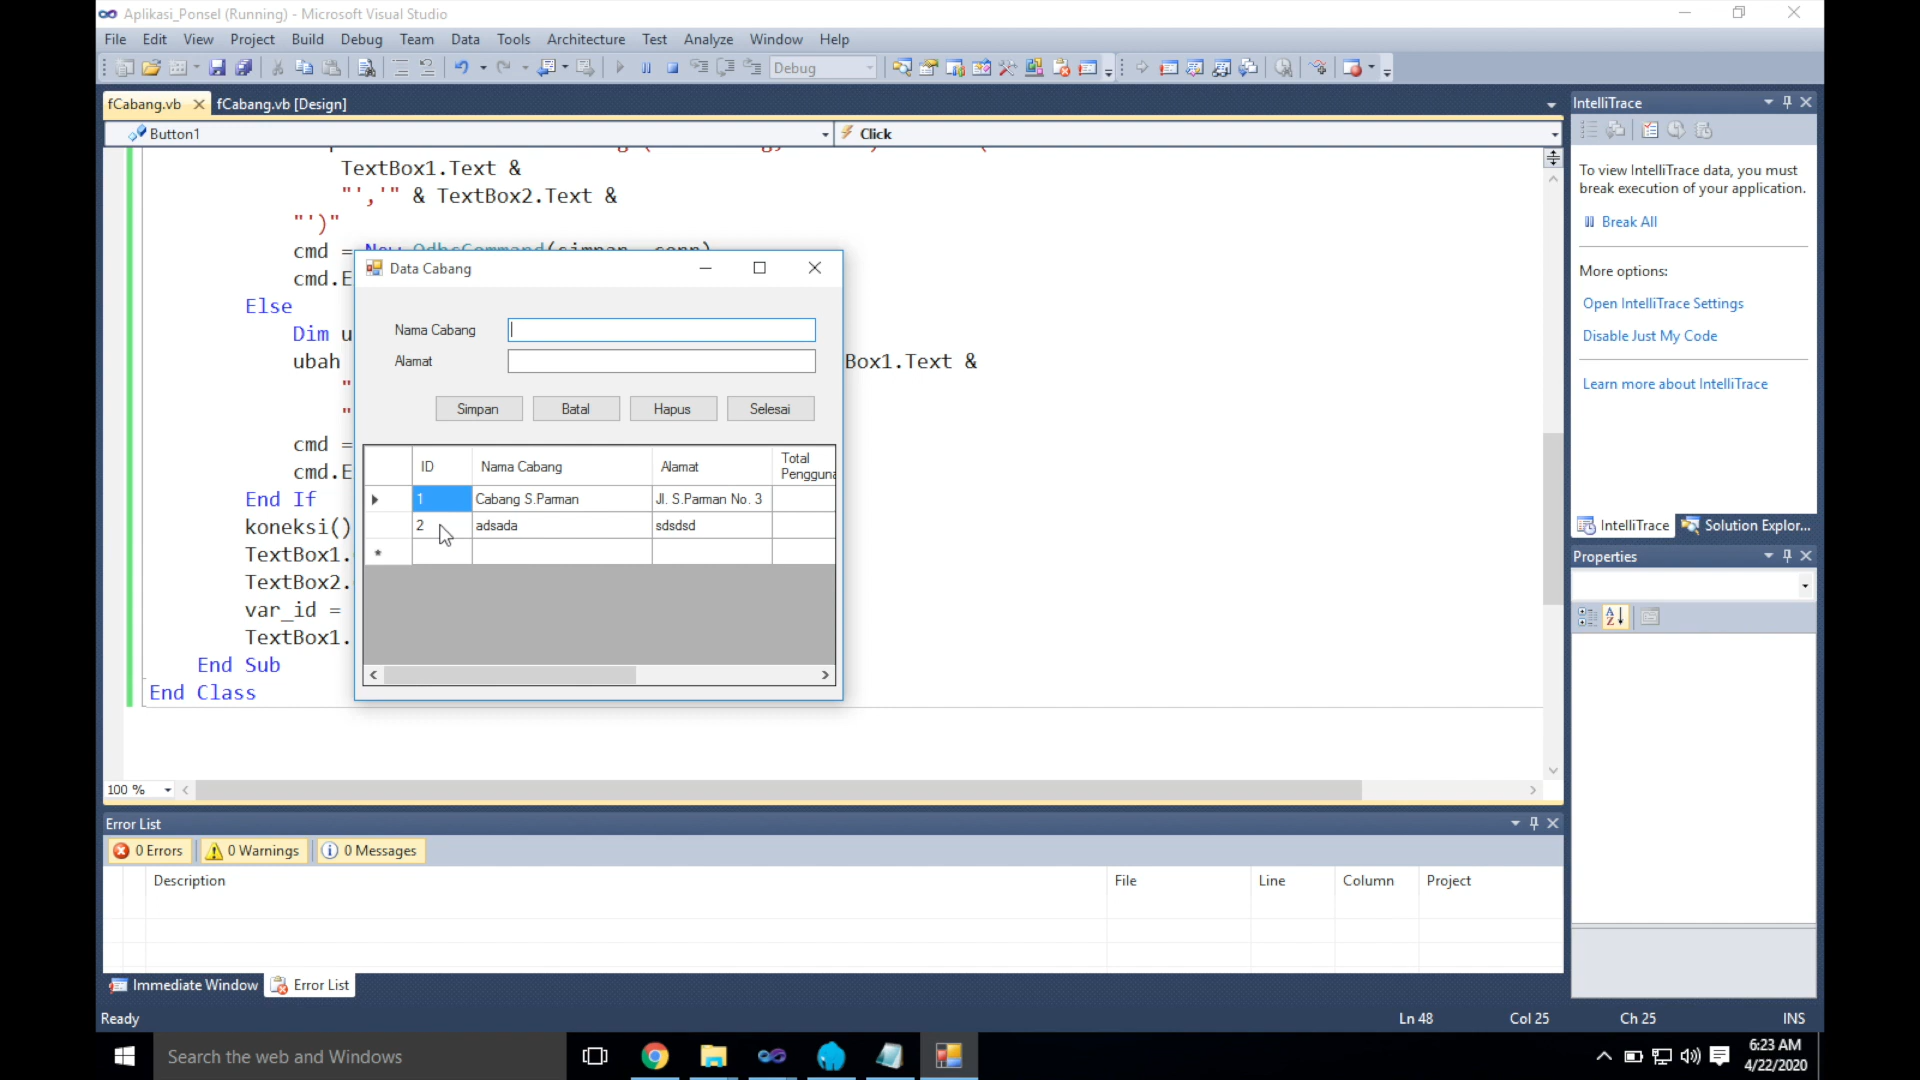 Aplikasi_Ponsel (Running) - Microsoft Visual Studio
File Edit View Project Build Debug Team Data Tools Architecture Test Analyze Window Help
Debug
fCabang.vb fCabang.vb [Design]
Button1
Click
TextBox1.Text &
"','" & TextBox2.Text &
"')"
cmd =
cmd.E
Else
Dim u
ubah
Box1.Text &
"
"
cmd =
cmd.E
End If
koneksi()
TextBox1.
TextBox2.
var_id =
TextBox1.
End Sub
End Class
100 %
Data Cabang
Nama Cabang
Alamat
Simpan Batal Hapus Selesai
ID Nama Cabang Alamat Total
1 Cabang S.Parman Jl. S.Parman No. 3
2 adsada sdsdsd
*
IntelliTrace
To view IntelliTrace data, you must
break execution of your application.
Break All
More options:
Open IntelliTrace Settings
Disable Just My Code
Learn more about IntelliTrace
IntelliTrace Solution Explor...
Properties
Error List
0 Errors 0 Warnings 0 Messages
Description File Line Column Project
Immediate Window Error List
Ready Ln 48 Col 25 Ch 25 INS
Search the web and Windows
6:23 AM
4/22/2020